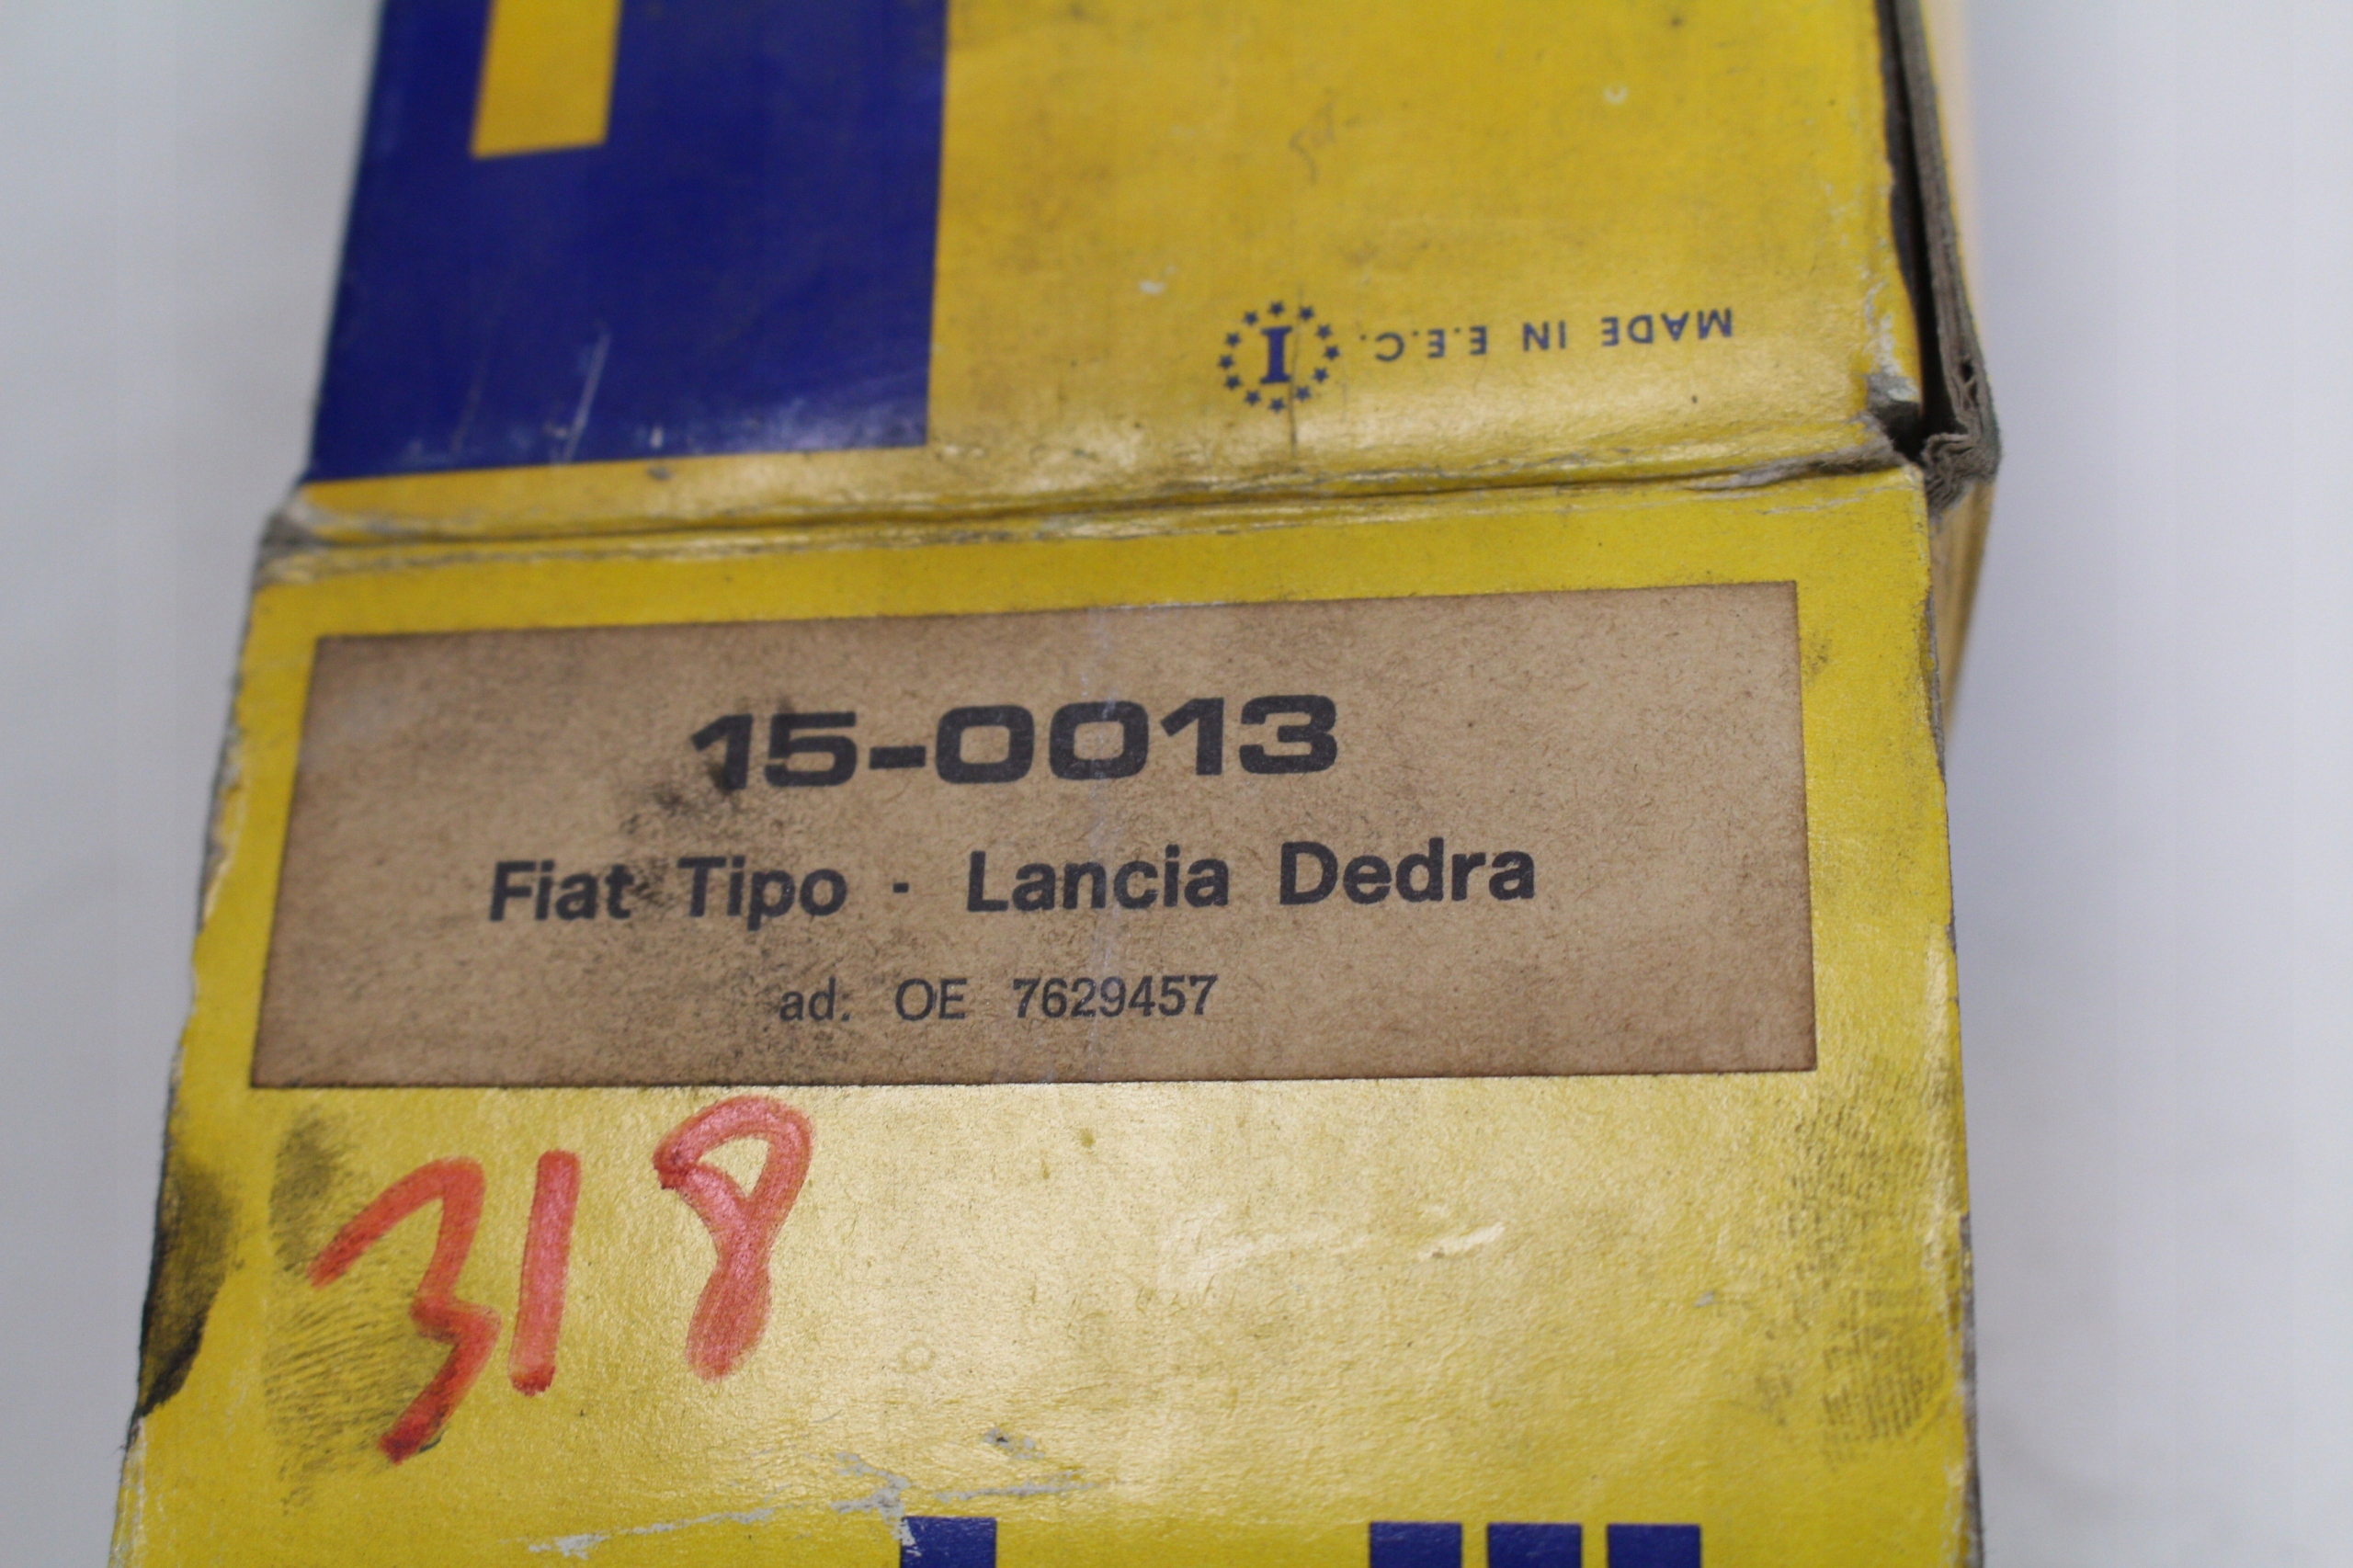 MADE IN E.E.C. I
15-0013
Fiat Tipo - Lancia Dedra
ad. OE 7629457
318